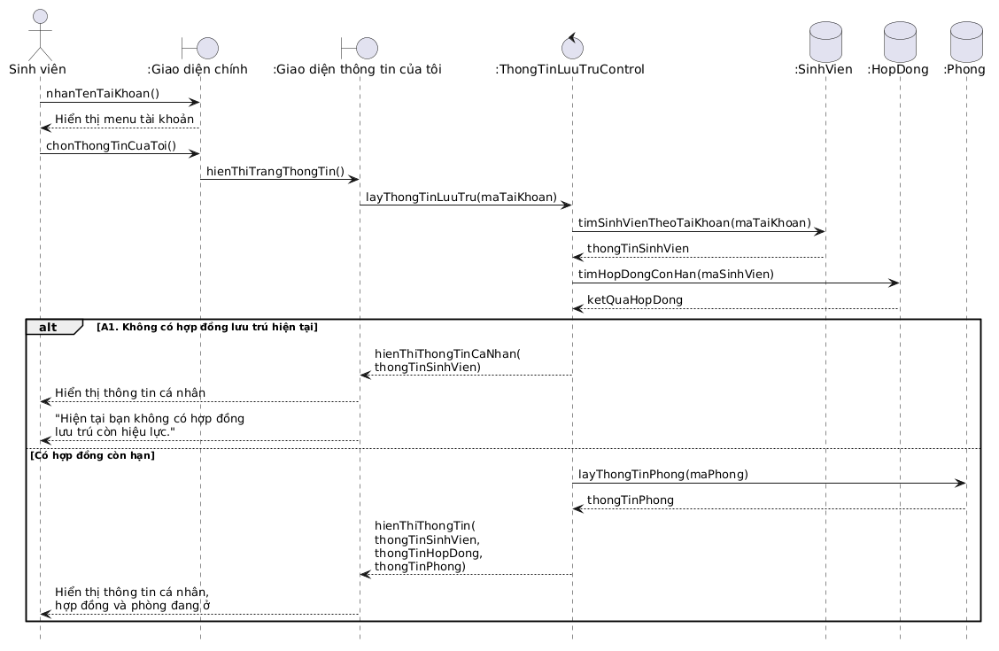 Sinh viên
:Giao diện chính
:Giao diện thông tin của tôi
:ThongTinLuuTruControl
:SinhVien
:HopDong
:Phong
nhanTenTaiKhoan()
Hiển thị menu tài khoản
chonThongTinCuaToi()
hienThiTrangThongTin()
layThongTinLuuTru(maTaiKhoan)
timSinhVienTheoTaiKhoan(maTaiKhoan)
thongTinSinhVien
timHopDongConHan(maSinhVien)
ketQuaHopDong
alt
[A1. Không có hợp đồng lưu trú hiện tại]
hienThiThongTinCaNhan(
thongTinSinhVien)
Hiển thị thông tin cá nhân
"Hiện tại bạn không có hợp đồng
lưu trú còn hiệu lực."
[Có hợp đồng còn hạn]
layThongTinPhong(maPhong)
thongTinPhong
hienThiThongTin(
thongTinSinhVien,
thongTinHopDong,
thongTinPhong)
Hiển thị thông tin cá nhân,
hợp đồng và phòng đang ở